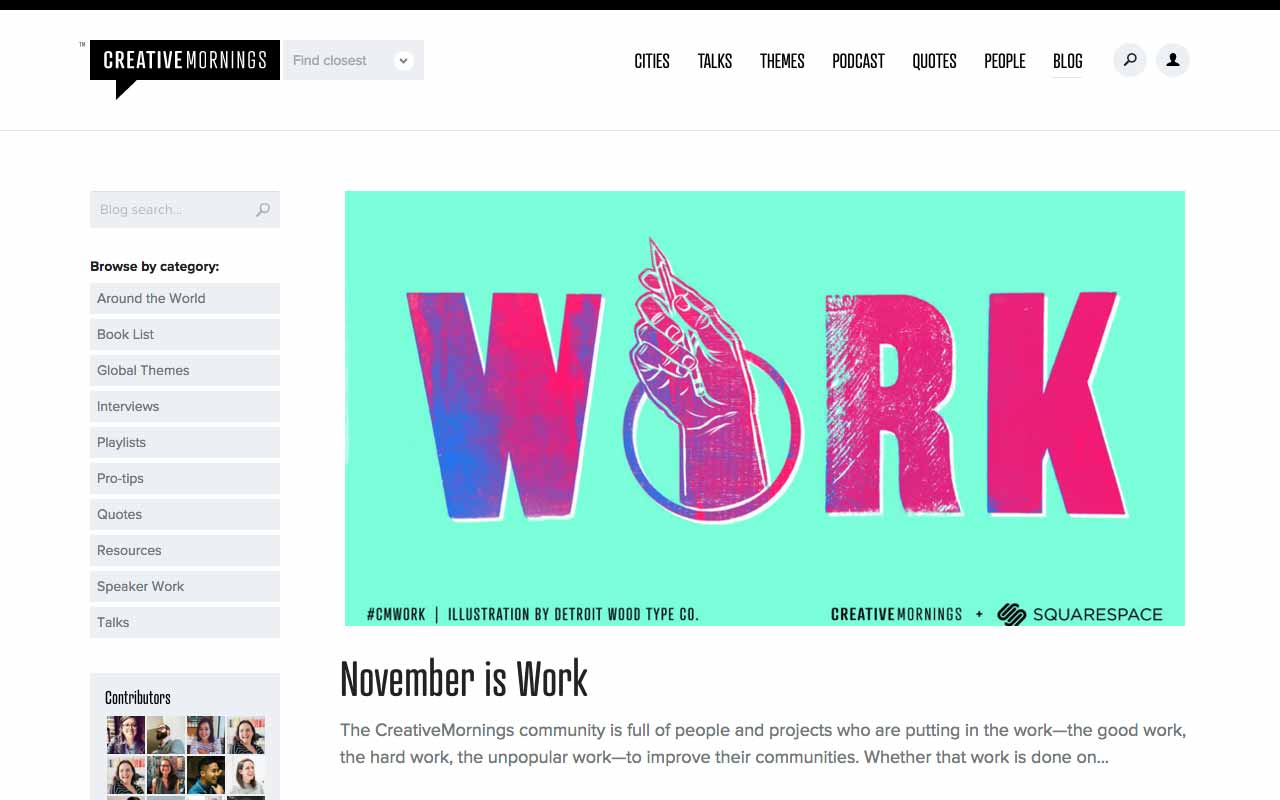 ™ CREATIVEMORNINGS
Find closest
CITIES TALKS THEMES PODCAST QUOTES PEOPLE BLOG
Blog search...
Browse by category:
Around the World
Book List
Global Themes
Interviews
Playlists
Pro-tips
Quotes
Resources
Speaker Work
Talks
Contributors
WORK
#CMWORK | ILLUSTRATION BY DETROIT WOOD TYPE CO.
CREATIVEMORNINGS + SQUARESPACE
November is Work
The CreativeMornings community is full of people and projects who are putting in the work—the good work,
the hard work, the unpopular work—to improve their communities. Whether that work is done on...